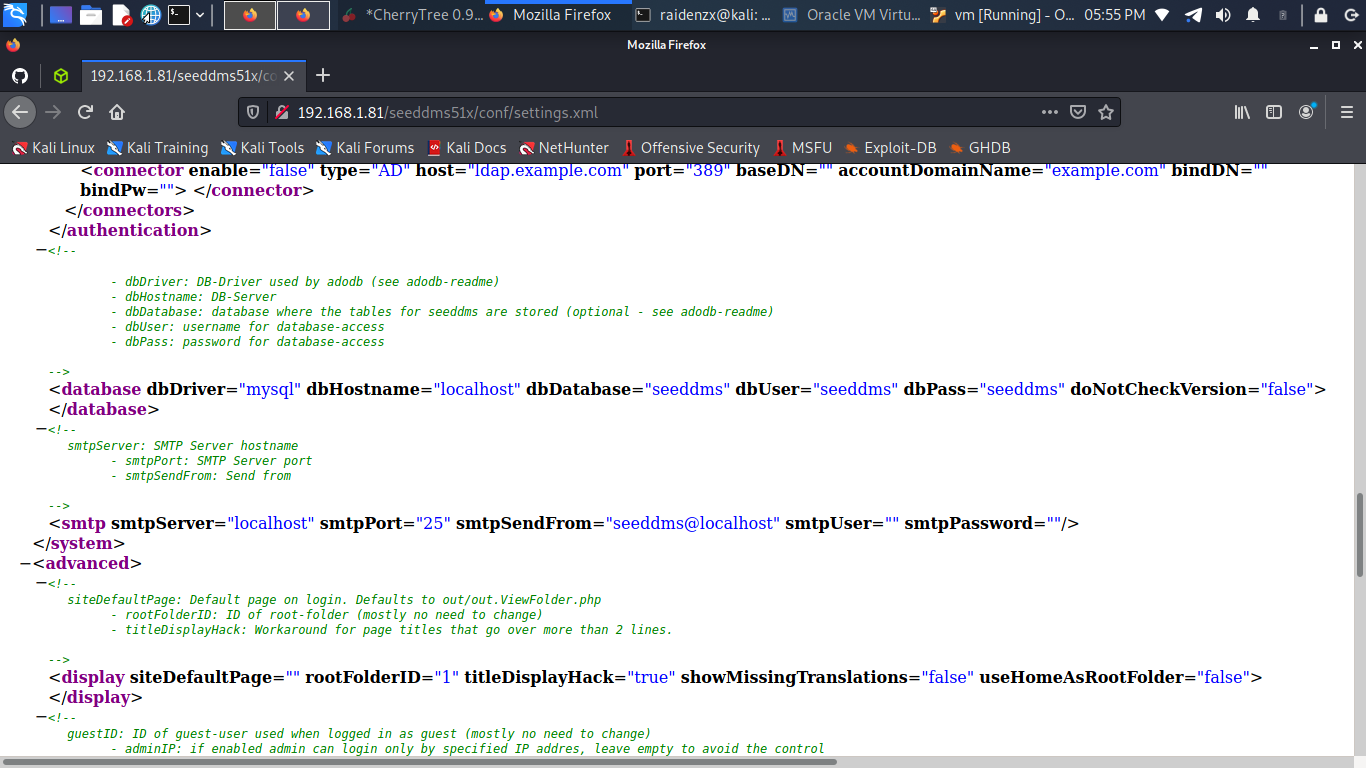 *CherryTree 0.9...
Mozilla Firefox
raidenzx@kali: ...
Oracle VM Virtu...
vm [Running] - O...
05:55 PM
Mozilla Firefox
192.168.1.81/seeddms51x/co
192.168.1.81/seeddms51x/conf/settings.xml
Kali Linux
Kali Training
Kali Tools
Kali Forums
Kali Docs
NetHunter
Offensive Security
MSFU
Exploit-DB
GHDB
<connector enable="false" type="AD" host="ldap.example.com" port="389" baseDN="" accountDomainName="example.com" bindDN=""
bindPw=""> </connector>
</connectors>
</authentication>
−<!--
- dbDriver: DB-Driver used by adodb (see adodb-readme)
- dbHostname: DB-Server
- dbDatabase: database where the tables for seeddms are stored (optional - see adodb-readme)
- dbUser: username for database-access
- dbPass: password for database-access
-->
<database dbDriver="mysql" dbHostname="localhost" dbDatabase="seeddms" dbUser="seeddms" dbPass="seeddms" doNotCheckVersion="false">
</database>
−<!--
smtpServer: SMTP Server hostname
- smtpPort: SMTP Server port
- smtpSendFrom: Send from
-->
<smtp smtpServer="localhost" smtpPort="25" smtpSendFrom="seeddms@localhost" smtpUser="" smtpPassword=""/>
</system>
−<advanced>
−<!--
siteDefaultPage: Default page on login. Defaults to out/out.ViewFolder.php
- rootFolderID: ID of root-folder (mostly no need to change)
- titleDisplayHack: Workaround for page titles that go over more than 2 lines.
-->
<display siteDefaultPage="" rootFolderID="1" titleDisplayHack="true" showMissingTranslations="false" useHomeAsRootFolder="false">
</display>
−<!--
guestID: ID of guest-user used when logged in as guest (mostly no need to change)
- adminIP: if enabled admin can login only by specified IP addres, leave empty to avoid the control